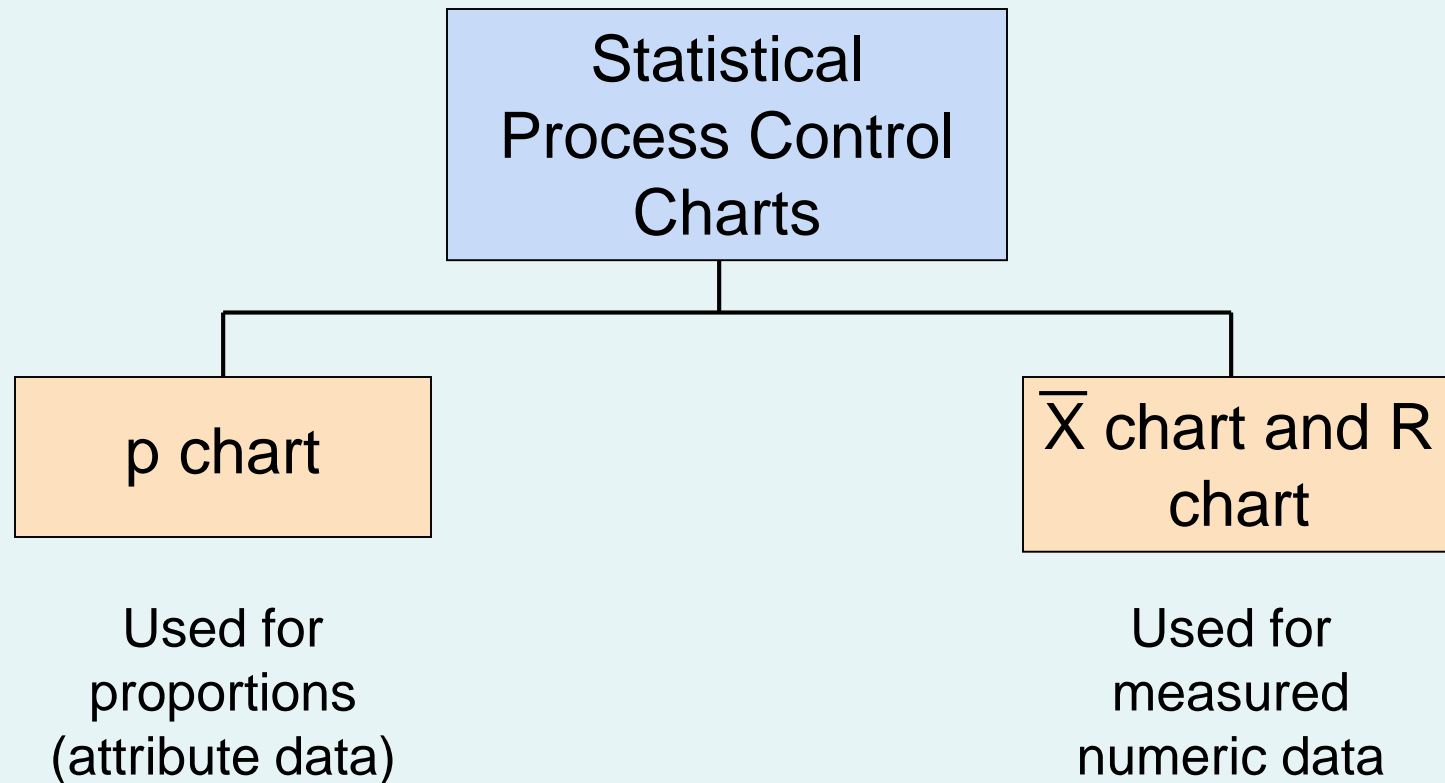 Statistical
Process Control
Charts
p chart
X̅ chart and R
chart
Used for
proportions
(attribute data)
Used for
measured
numeric data